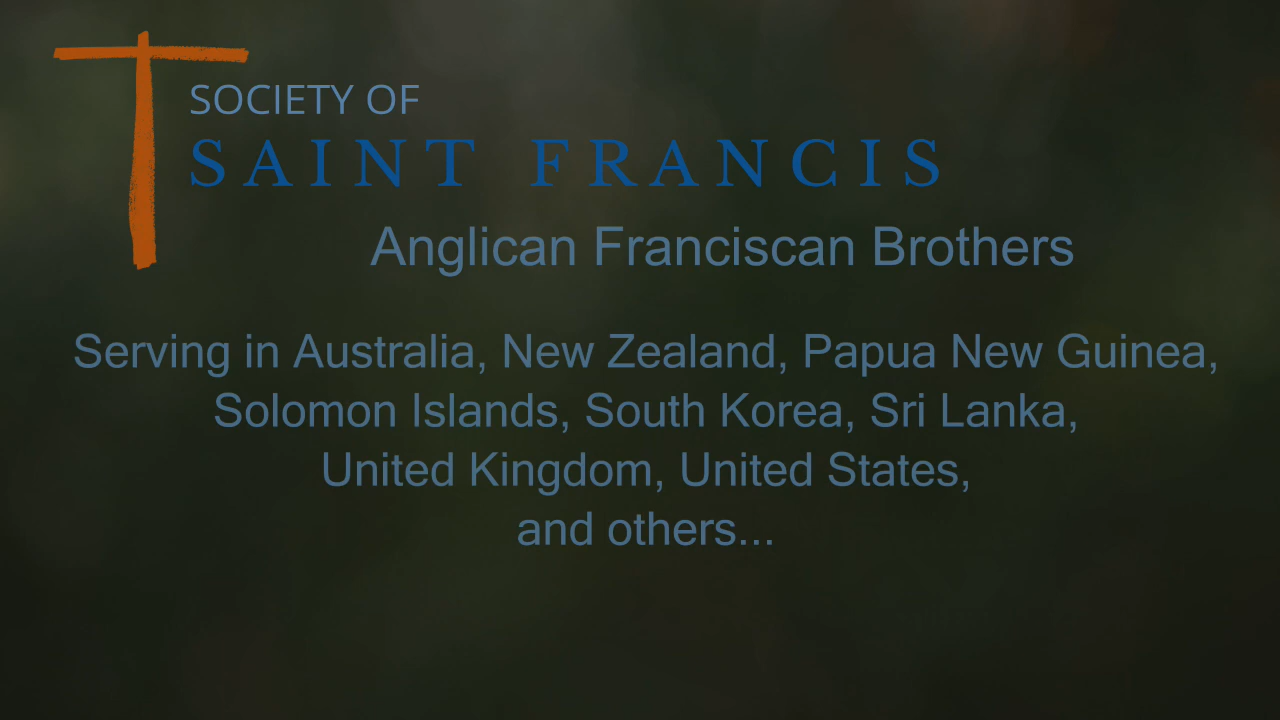 SOCIETY OF
SAINT FRANCIS
Anglican Franciscan Brothers
Serving in Australia, New Zealand, Papua New Guinea,
Solomon Islands, South Korea, Sri Lanka,
United Kingdom, United States,
and others...